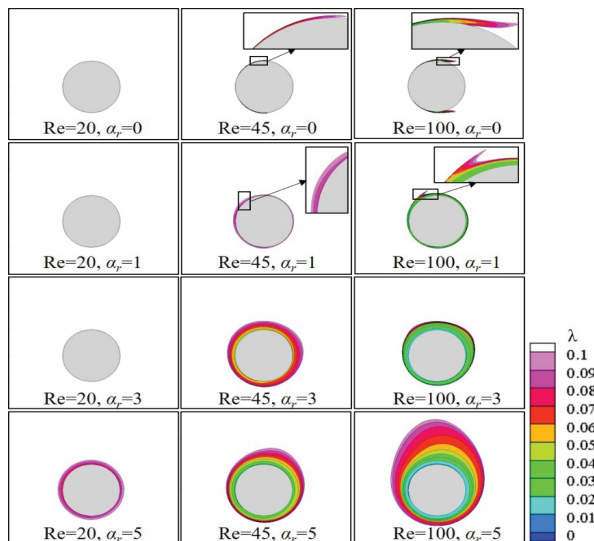 Re=20, αᵣ=0
Re=45, αᵣ=0
Re=100, αᵣ=0
Re=20, αᵣ=1
Re=45, αᵣ=1
Re=100, αᵣ=1
Re=20, αᵣ=3
Re=45, αᵣ=3
Re=100, αᵣ=3
Re=20, αᵣ=5
Re=45, αᵣ=5
Re=100, αᵣ=5
λ
0.1
0.09
0.08
0.07
0.06
0.05
0.04
0.03
0.02
0.01
0